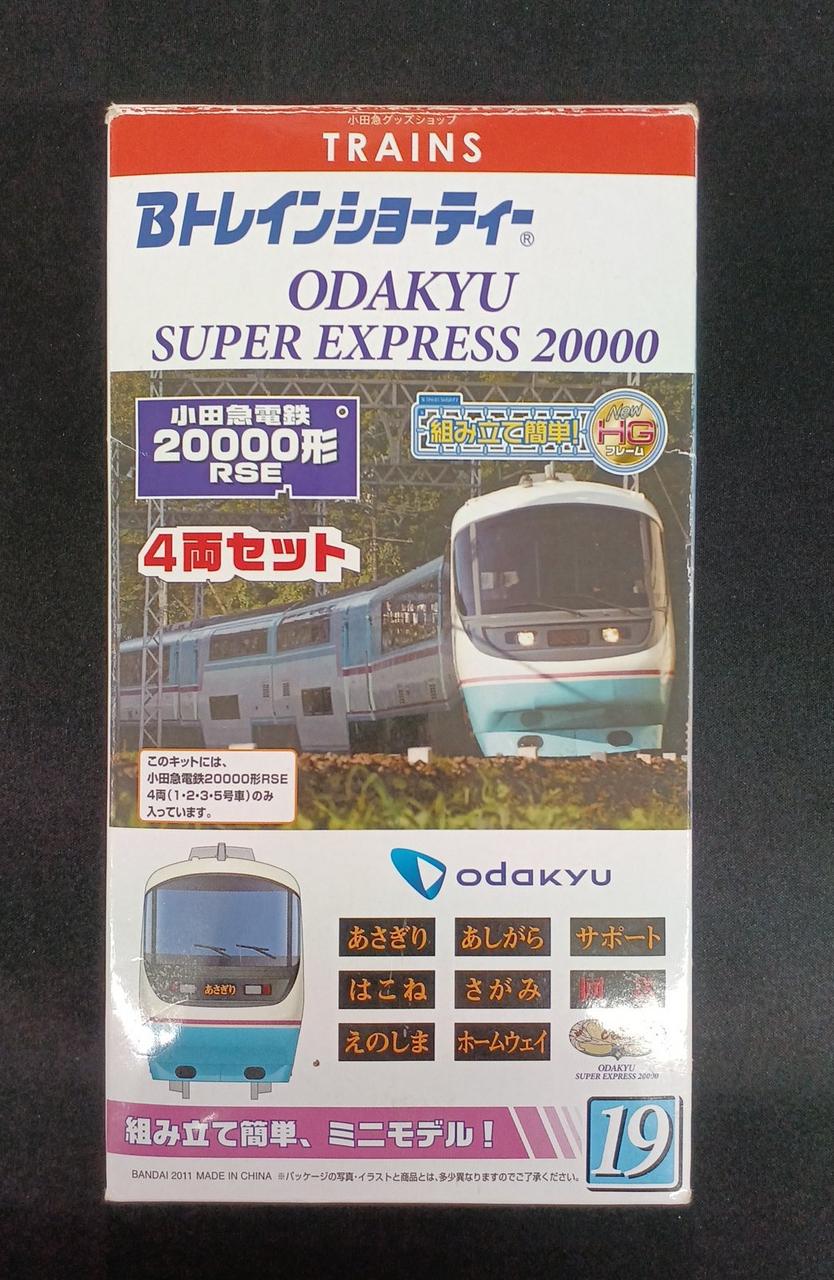 小田急グッズショップ
TRAINS
Bトレインショーティー®
ODAKYU
SUPER EXPRESS 20000
小田急電鉄
20000形
RSE
組み立て簡単!
New
HG
フレーム
4両セット
このキットには、
小田急電鉄20000形RSE
4両(1・2・3・5号車)のみ
入っています。
odakyu
あさぎり あしがら サポート
はこね さがみ 回送
えのしま ホームウェイ
あさぎり
ODAKYU
SUPER EXPRESS 20000
組み立て簡単、ミニモデル!
19
BANDAI 2011 MADE IN CHINA ※パッケージの写真・イラストと商品とは、多少異なりますのでご了承ください。